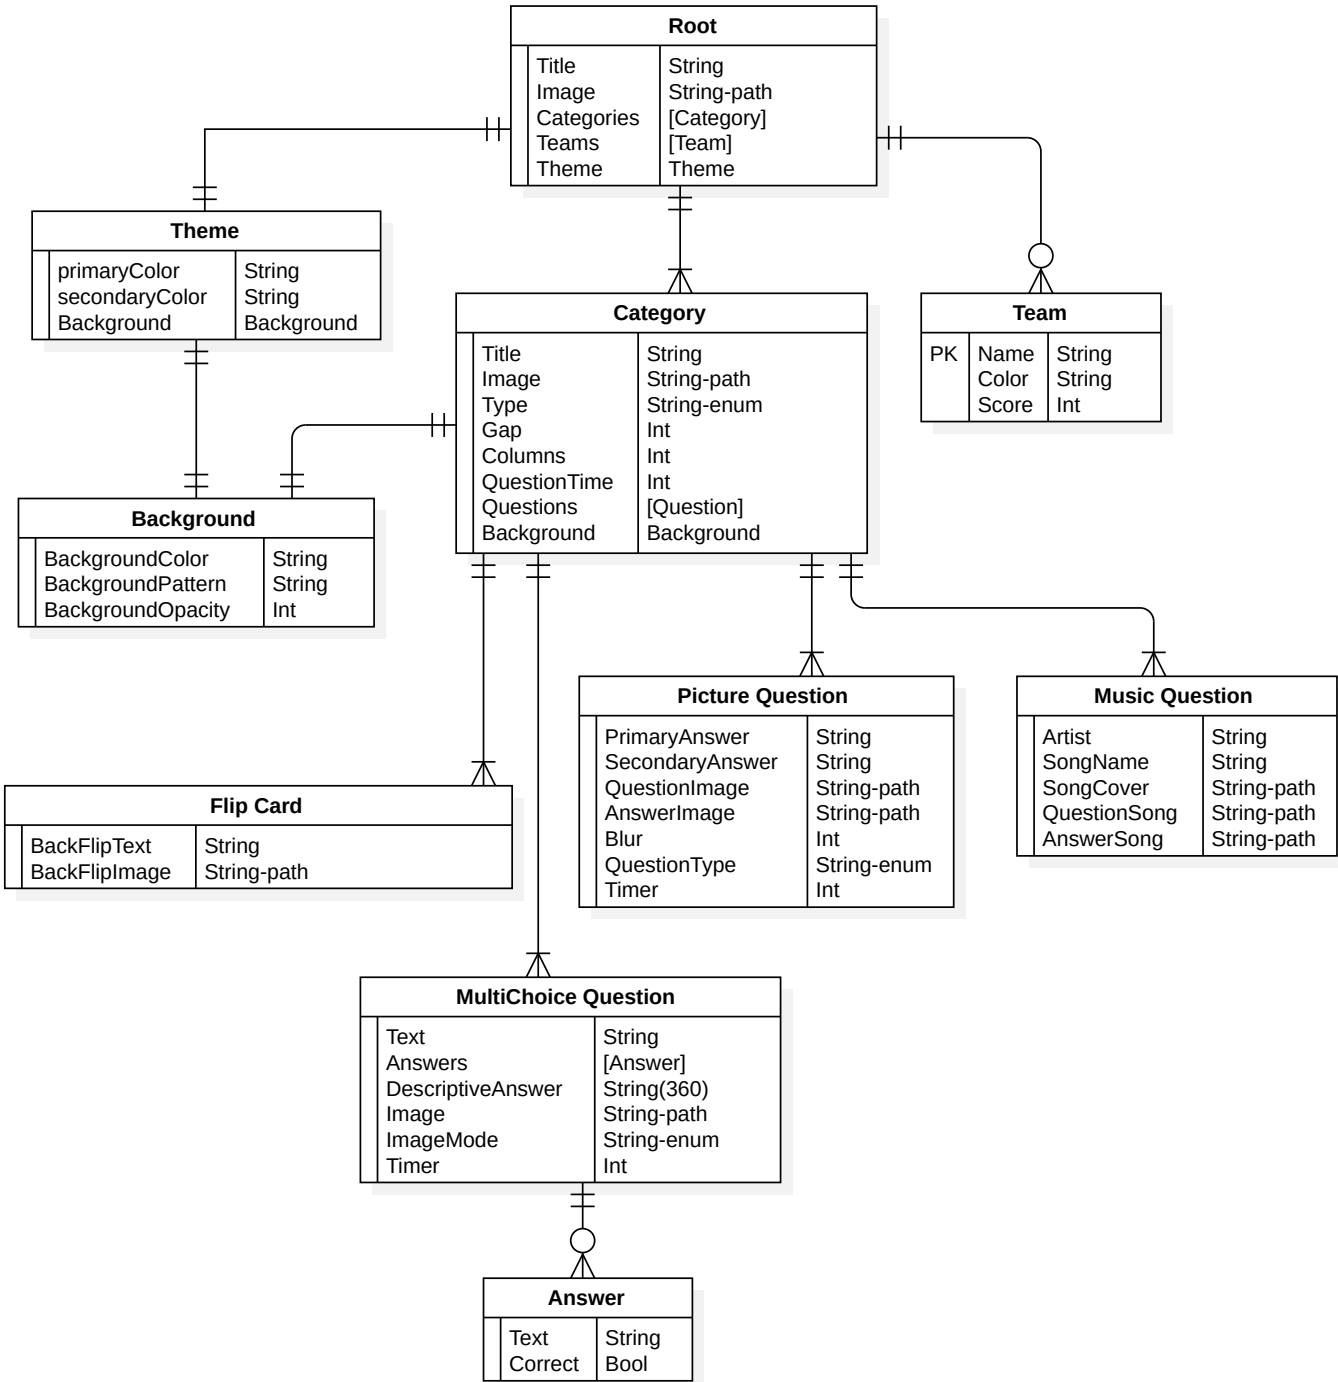 Root
Title String
Image String-path
Categories [Category]
Teams [Team]
Theme Theme
Theme
primaryColor String
secondaryColor String
Background Background
Category
Title String
Image String-path
Type String-enum
Gap Int
Columns Int
QuestionTime Int
Questions [Question]
Background Background
Team
PK Name String
Color String
Score Int
Background
BackgroundColor String
BackgroundPattern String
BackgroundOpacity Int
Picture Question
PrimaryAnswer String
SecondaryAnswer String
QuestionImage String-path
AnswerImage String-path
Blur Int
QuestionType String-enum
Timer Int
Music Question
Artist String
SongName String
SongCover String-path
QuestionSong String-path
AnswerSong String-path
Flip Card
BackFlipText String
BackFlipImage String-path
MultiChoice Question
Text String
Answers [Answer]
DescriptiveAnswer String(360)
Image String-path
ImageMode String-enum
Timer Int
Answer
Text String
Correct Bool